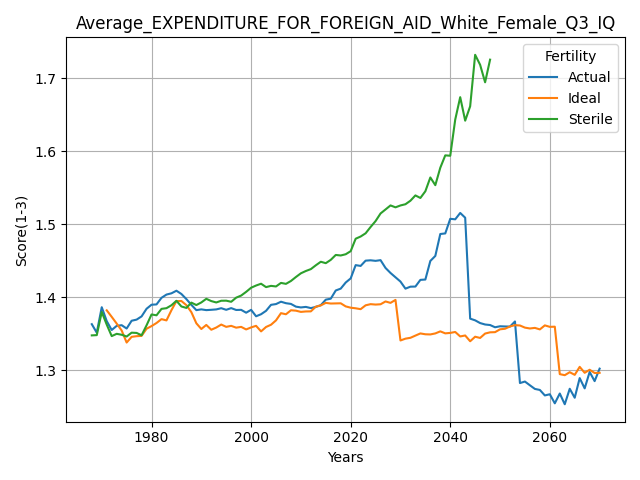 Average_EXPENDITURE_FOR_FOREIGN_AID_White_Female_Q3_IQ
Fertility
Actual
Ideal
Sterile
Score(1-3)
1.7
1.6
1.5
1.4
1.3
1980
2000
2020
2040
2060
Years